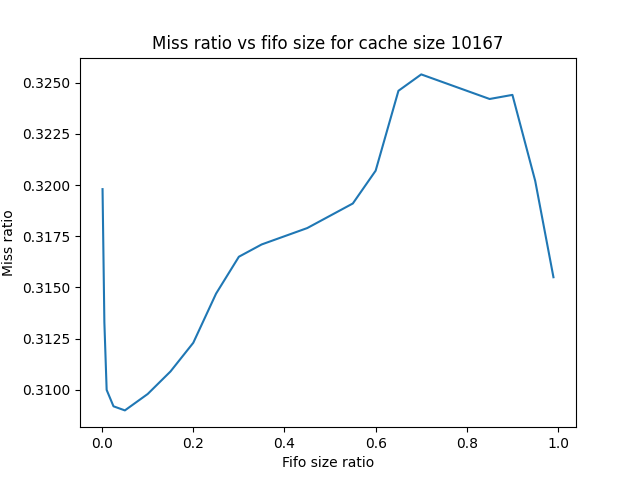 Miss ratio vs fifo size for cache size 10167
0.3250
0.3225
0.3200
0.3175
0.3150
0.3125
0.3100
Miss ratio
0.0 0.2 0.4 0.6 0.8 1.0
Fifo size ratio